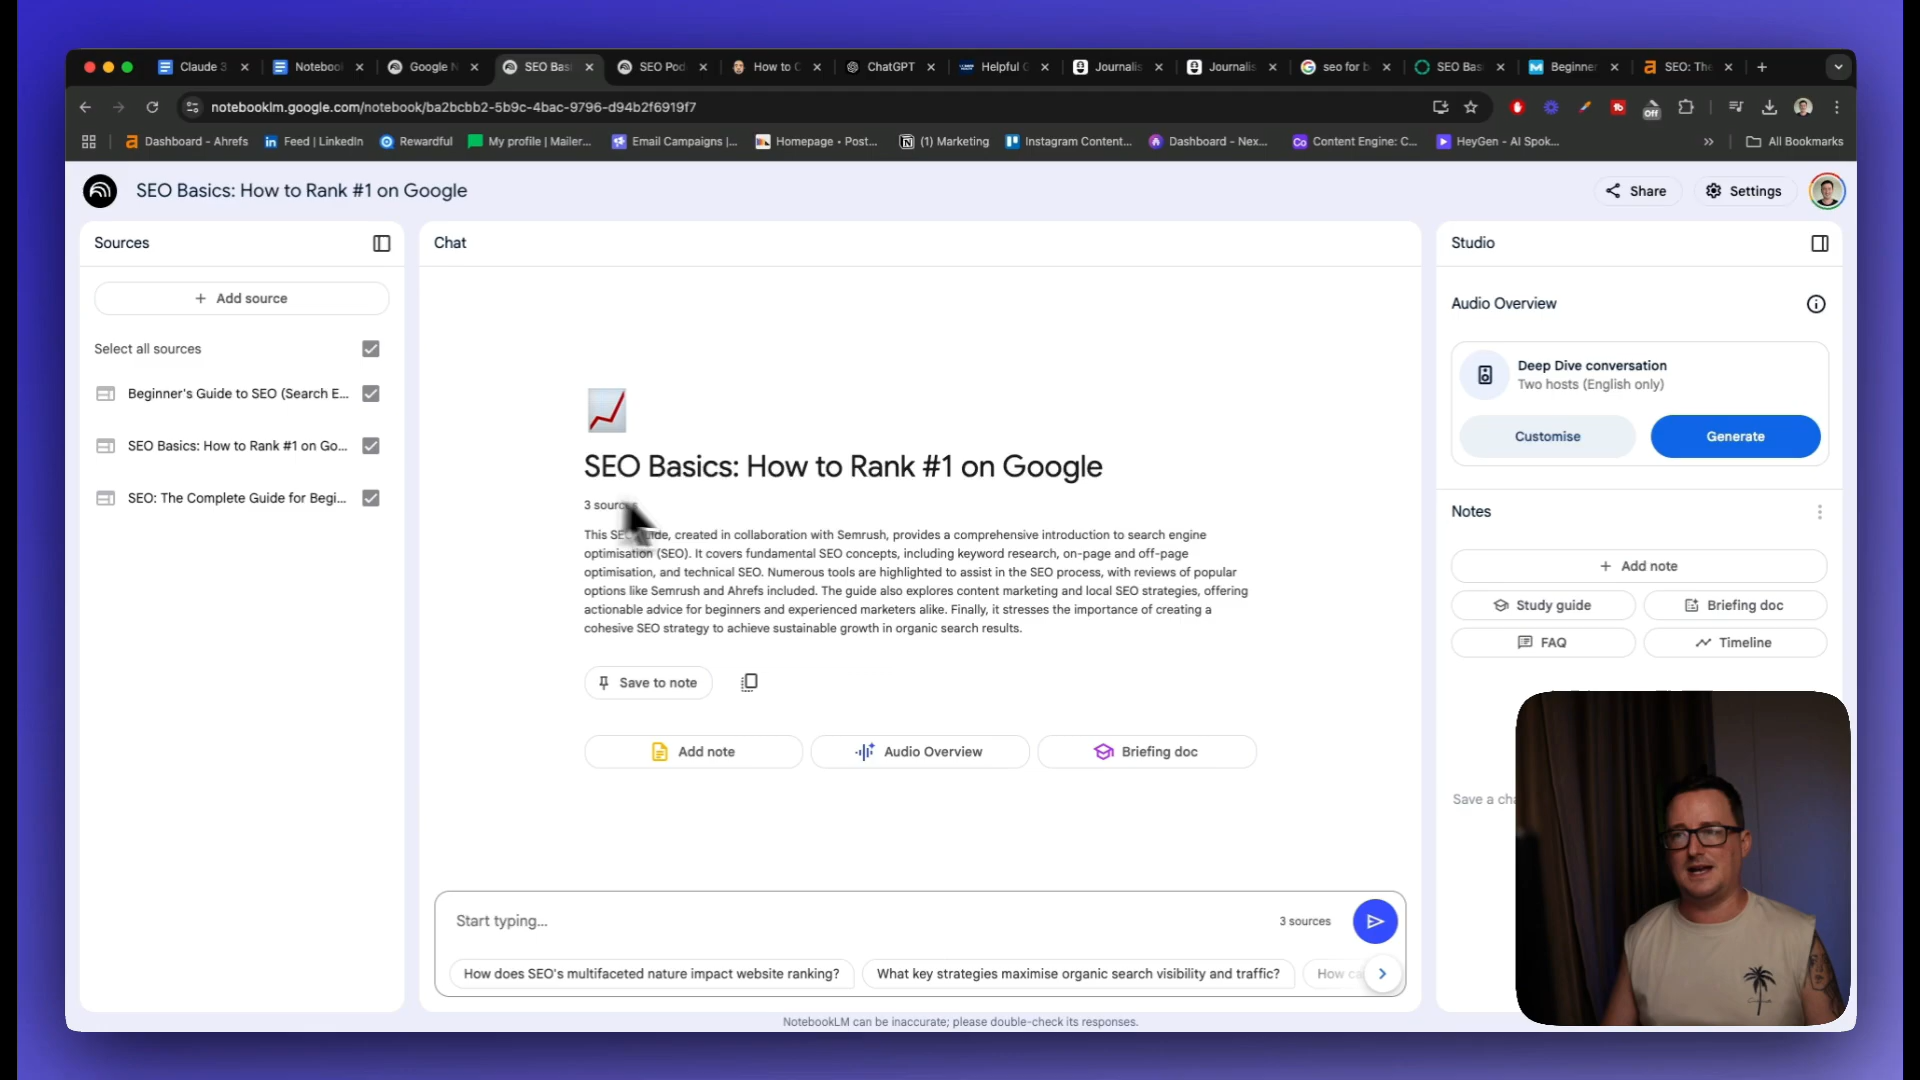 Claude 3
Noteboo
Google N
SEO Bas
SEO Pod
How to C
ChatGPT
Helpful C
Journalis
Journalis
seo for b
SEO Bas
Beginner
SEO: The
notebooklm.google.com/notebook/ba2bcbb2-5b9c-4bac-9796-d94b2f6919f7
Off
Dashboard - Ahrefs
Feed | LinkedIn
Rewardful
My profile | Mailer...
Email Campaigns |...
Homepage • Post...
(1) Marketing
Instagram Content...
Dashboard - Nex...
Content Engine: C...
HeyGen - AI Spok...
All Bookmarks
SEO Basics: How to Rank #1 on Google
Share
Settings
Sources
Add source
Select all sources
Beginner's Guide to SEO (Search E...
SEO Basics: How to Rank #1 on Go...
SEO: The Complete Guide for Begi...
Chat
SEO Basics: How to Rank #1 on Google
3 sources
This SEO guide, created in collaboration with Semrush, provides a comprehensive introduction to search engine
optimisation (SEO). It covers fundamental SEO concepts, including keyword research, on-page and off-page
optimisation, and technical SEO. Numerous tools are highlighted to assist in the SEO process, with reviews of popular
options like Semrush and Ahrefs included. The guide also explores content marketing and local SEO strategies, offering
actionable advice for beginners and experienced marketers alike. Finally, it stresses the importance of creating a
cohesive SEO strategy to achieve sustainable growth in organic search results.
Save to note
Add note
Audio Overview
Briefing doc
Start typing...
3 sources
How does SEO's multifaceted nature impact website ranking?
What key strategies maximise organic search visibility and traffic?
How ca
NotebookLM can be inaccurate; please double-check its responses.
Studio
Audio Overview
Deep Dive conversation
Two hosts (English only)
Customise
Generate
Notes
Add note
Study guide
Briefing doc
FAQ
Timeline
Save a cha